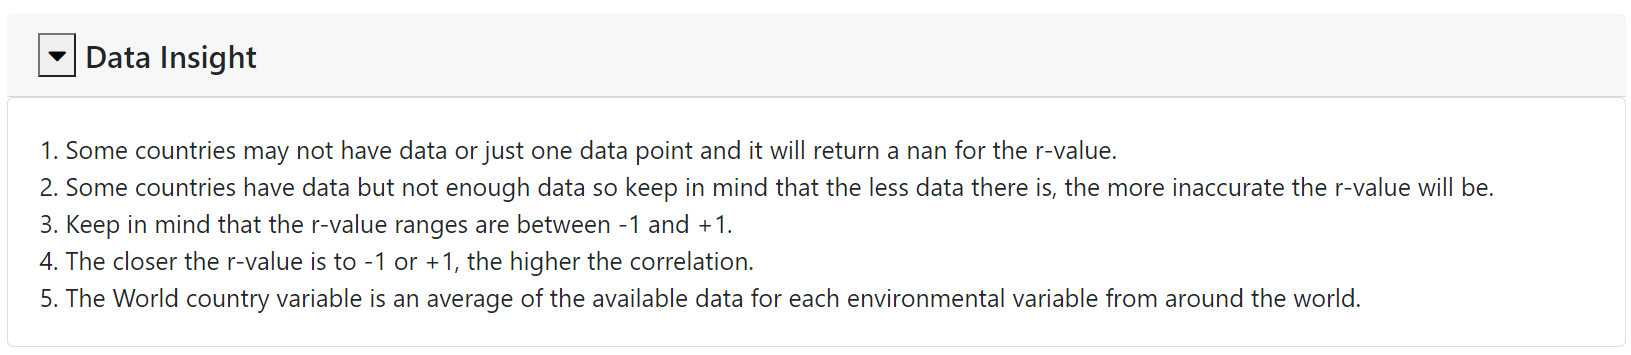 Data Insight
1. Some countries may not have data or just one data point and it will return a nan for the r-value.
2. Some countries have data but not enough data so keep in mind that the less data there is, the more inaccurate the r-value will be.
3. Keep in mind that the r-value ranges are between -1 and +1.
4. The closer the r-value is to -1 or +1, the higher the correlation.
5. The World country variable is an average of the available data for each environmental variable from around the world.